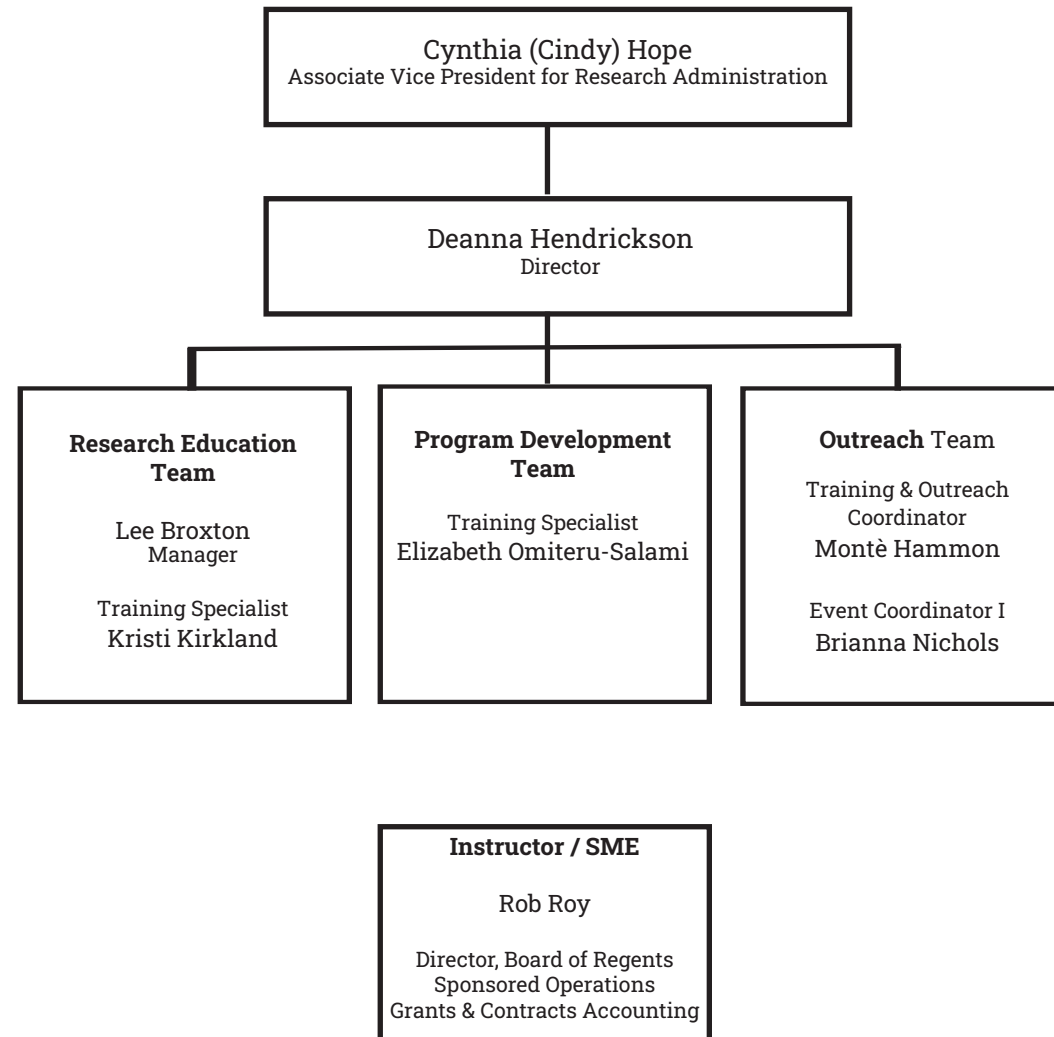 Cynthia (Cindy) Hope
Associate Vice President for Research Administration
Deanna Hendrickson
Director
Research Education
Team
Lee Broxton
Manager
Training Specialist
Kristi Kirkland
Program Development
Team
Training Specialist
Elizabeth Omiteru-Salami
Outreach Team
Training & Outreach
Coordinator
Montè Hammon
Event Coordinator I
Brianna Nichols
Instructor / SME
Rob Roy
Director, Board of Regents
Sponsored Operations
Grants & Contracts Accounting